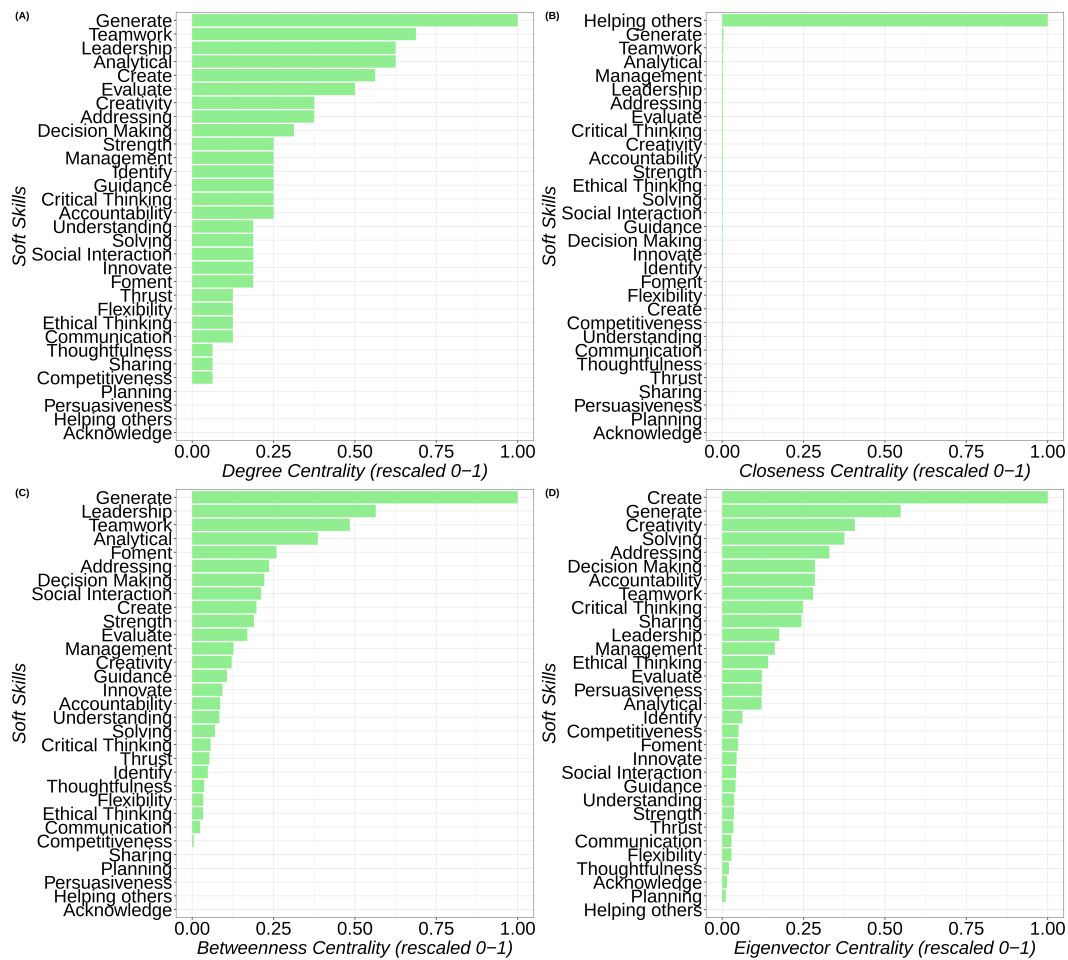 (A)
Generate
Teamwork
Leadership
Analytical
Create
Evaluate
Creativity
Addressing
Decision Making
Strength
Management
Identify
Guidance
Critical Thinking
Accountability
Understanding
Solving
Social Interaction
Innovate
Foment
Thrust
Flexibility
Ethical Thinking
Communication
Thoughtfulness
Sharing
Competitiveness
Planning
Persuasiveness
Helping others
Acknowledge
Soft Skills
0.00 0.25 0.50 0.75 1.00
Degree Centrality (rescaled 0−1)
(B)
Helping others
Generate
Teamwork
Analytical
Management
Leadership
Addressing
Evaluate
Critical Thinking
Creativity
Accountability
Strength
Ethical Thinking
Solving
Social Interaction
Guidance
Decision Making
Innovate
Identify
Foment
Flexibility
Create
Competitiveness
Understanding
Communication
Thoughtfulness
Thrust
Sharing
Persuasiveness
Planning
Acknowledge
Soft Skills
0.00 0.25 0.50 0.75 1.00
Closeness Centrality (rescaled 0−1)
(C)
Generate
Leadership
Teamwork
Analytical
Foment
Addressing
Decision Making
Social Interaction
Create
Strength
Evaluate
Management
Creativity
Guidance
Innovate
Accountability
Understanding
Solving
Critical Thinking
Thrust
Identify
Thoughtfulness
Flexibility
Ethical Thinking
Communication
Competitiveness
Sharing
Planning
Persuasiveness
Helping others
Acknowledge
Soft Skills
0.00 0.25 0.50 0.75 1.00
Betweenness Centrality (rescaled 0−1)
(D)
Create
Generate
Creativity
Solving
Addressing
Decision Making
Accountability
Teamwork
Critical Thinking
Sharing
Leadership
Management
Ethical Thinking
Evaluate
Persuasiveness
Analytical
Identify
Competitiveness
Foment
Innovate
Social Interaction
Guidance
Understanding
Strength
Thrust
Communication
Flexibility
Thoughtfulness
Acknowledge
Planning
Helping others
Soft Skills
0.00 0.25 0.50 0.75 1.00
Eigenvector Centrality (rescaled 0−1)